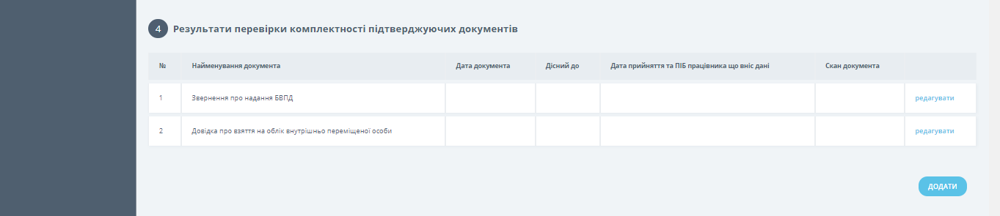 4 Результати перевірки комплектності підтверджуючих документів
№ Найменування документа Дата документа Дісний до Дата прийняття та ПІБ працівника що вніс дані Скан документа
1 Звернення про надання БВПД редагувати
2 Довідка про взяття на облік внутрішньо переміщеної особи редагувати
ДОДАТИ